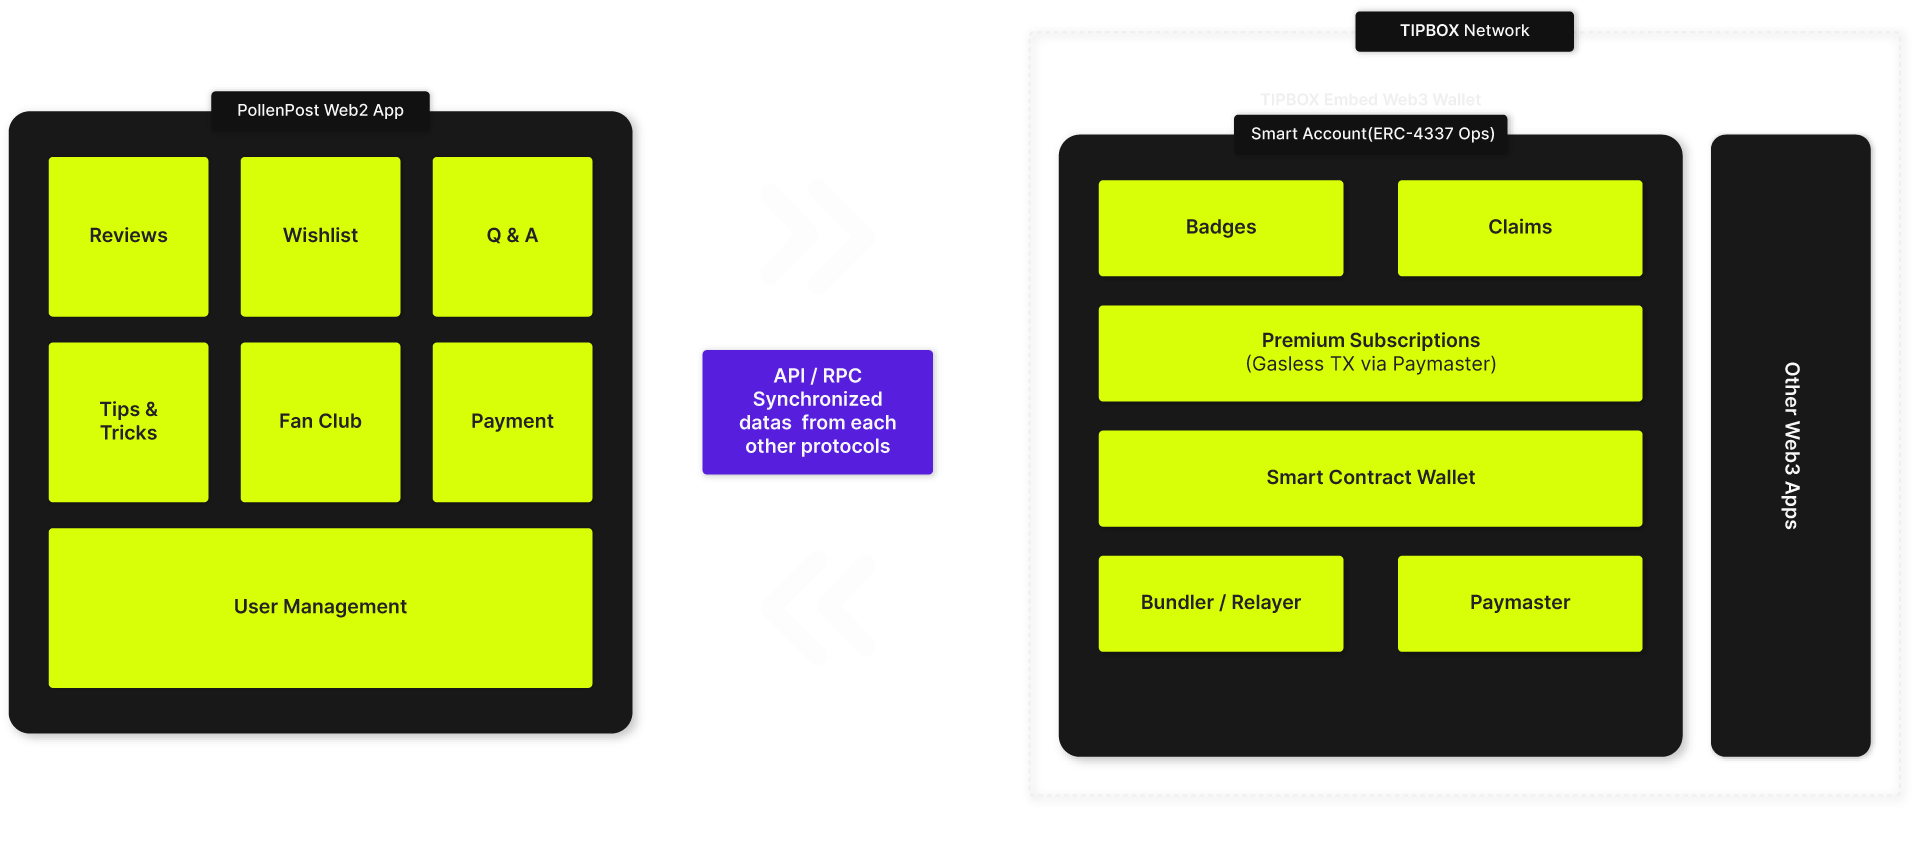 PollenPost Web2 App
Reviews
Wishlist
Q & A
Tips &
Tricks
Fan Club
Payment
User Management
API / RPC
Synchronized
datas from each
other protocols
TIPBOX Network
TIPBOX Embed Web3 Wallet
Smart Account(ERC-4337 Ops)
Badges
Claims
Premium Subscriptions
(Gasless TX via Paymaster)
Smart Contract Wallet
Bundler / Relayer
Paymaster
Other Web3 Apps